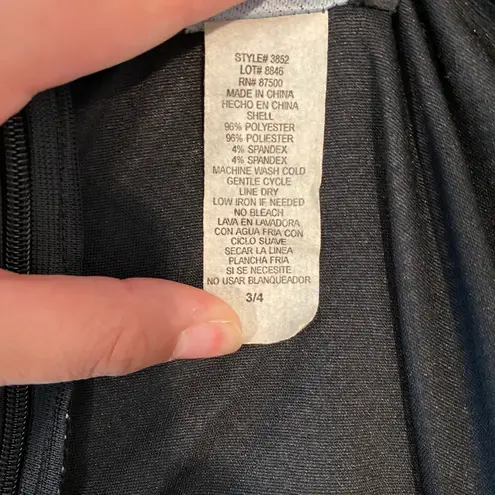 STYLE# 3852
LOT# 8846
RN# 87500
MADE IN CHINA
HECHO EN CHINA
SHELL
96% POLYESTER
96% POLIESTER
4% SPANDEX
4% SPANDEX
MACHINE WASH COLD
GENTLE CYCLE
LINE DRY
LOW IRON IF NEEDED
NO BLEACH
LAVA EN LAVADORA
CON AGUA FRIA CON
CICLO SUAVE
SECAR LA LINEA
PLANCHA FRIA
SI SE NECESITE
NO USAR BLANQUEADOR
3/4